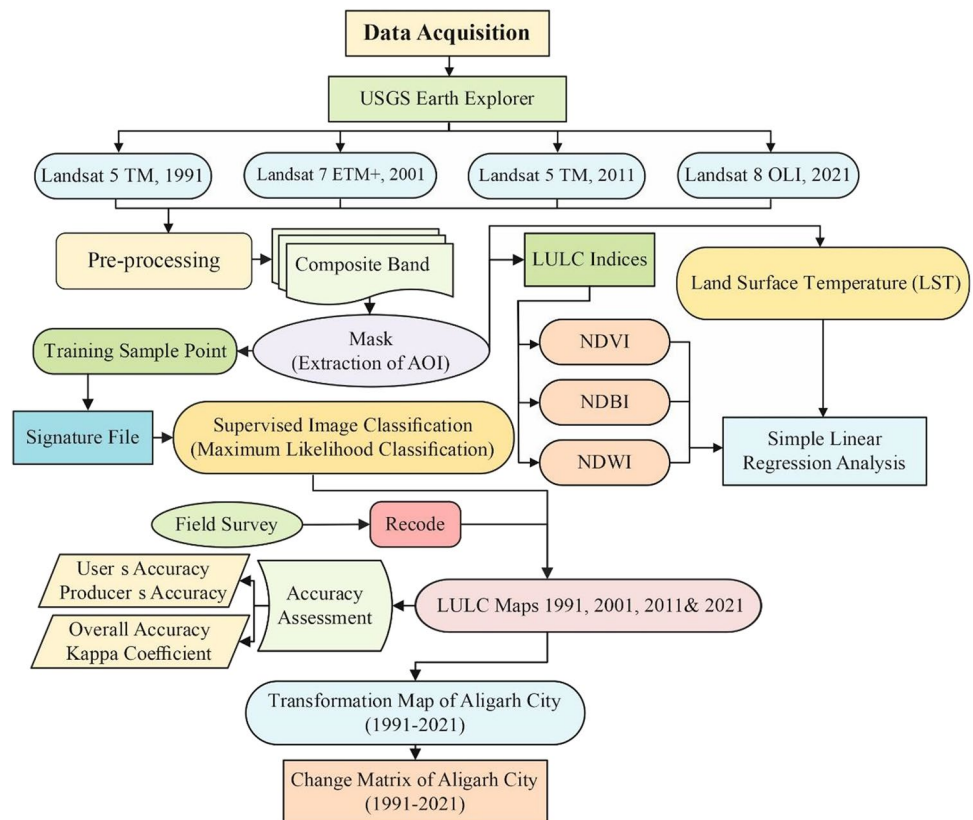 Data Acquisition
USGS Earth Explorer
Landsat 5 TM, 1991
Landsat 7 ETM+, 2001
Landsat 5 TM, 2011
Landsat 8 OLI, 2021
Pre-processing
Composite Band
LULC Indices
Land Surface Temperature (LST)
Mask
(Extraction of AOI)
Training Sample Point
NDVI
NDBI
NDWI
Signature File
Supervised Image Classification
(Maximum Likelihood Classification)
Simple Linear
Regression Analysis
Field Survey
Recode
User s Accuracy
Producer s Accuracy
Accuracy
Assessment
LULC Maps 1991, 2001, 2011& 2021
Overall Accuracy
Kappa Coefficient
Transformation Map of Aligarh City
(1991-2021)
Change Matrix of Aligarh City
(1991-2021)